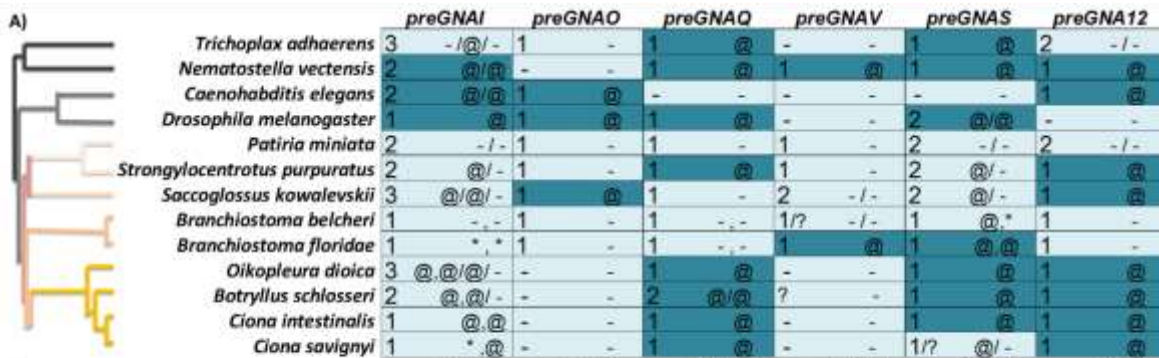 A) preGNAI preGNAO preGNAQ preGNAV preGNAS preGNA12
Trichoplax adhaerens 3 - /@/ - 1 - 1 @ - - 1 @ 2 - / -
Nematostella vectensis 2 @/@ - - 1 @ 1 @ 1 @ 1 @
Caenohabditis elegans 2 @/@ 1 @ - - - - - - 1 @
Drosophila melanogaster 1 @ 1 @ 1 @ - - 2 @/@ - -
Patiria miniata 2 - / - 1 - 1 - 1 - 2 - / - 2 - / -
Strongylocentrotus purpuratus 2 @/ - 1 - 1 @ 1 - 2 @/ - 1 @
Saccoglossus kowalevskii 3 @/@/ - 1 @ 1 - 2 - / - 2 @/ - 1 @
Branchiostoma belcheri 1 - , - 1 - 1 - , - 1/? - / - 1 @,* 1 -
Branchiostoma floridae 1 * , * 1 - 1 - , - 1 @ 1 @,@ 1 -
Oikopleura dioica 3 @,@/@/ - - - 1 @ - - 1 @ 1 @
Botryllus schlosseri 2 @,@/ - - - 2 @/@ ? - 1 @ 1 @
Ciona intestinalis 1 @,@ - - 1 @ - - 1 @ 1 @
Ciona savignyi 1 *,@ - - 1 @ - - 1/? @/ - 1 @